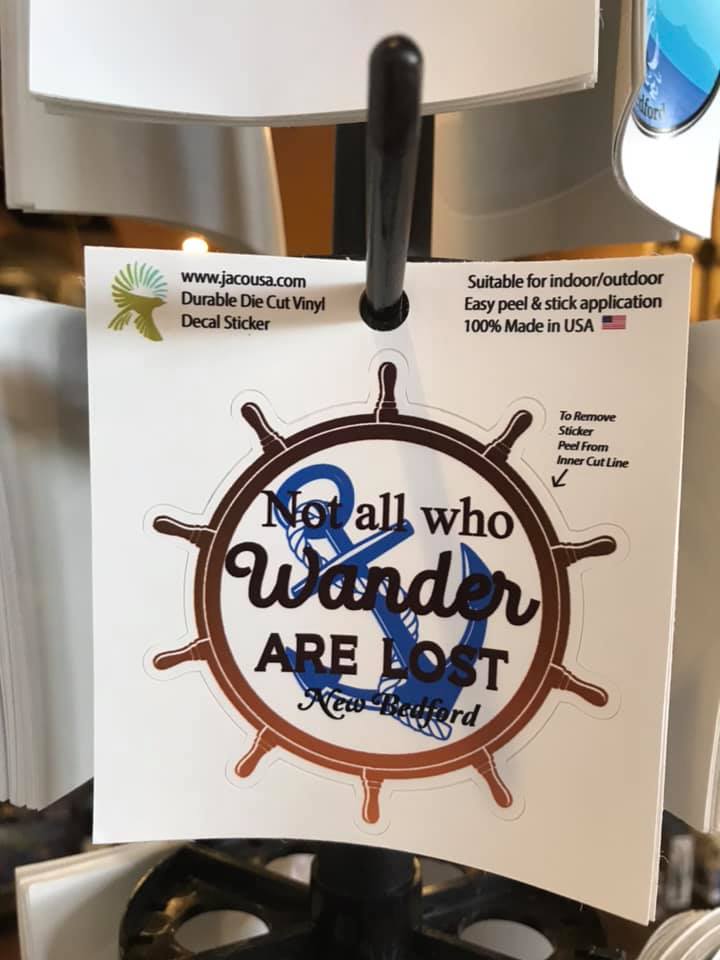 www.jacousa.com
Durable Die Cut Vinyl
Decal Sticker
Suitable for indoor/outdoor
Easy peel & stick application
100% Made in USA
To Remove
Sticker
Peel From
Inner Cut Line
Not all who
Wander
ARE LOST
New Bedford
dford